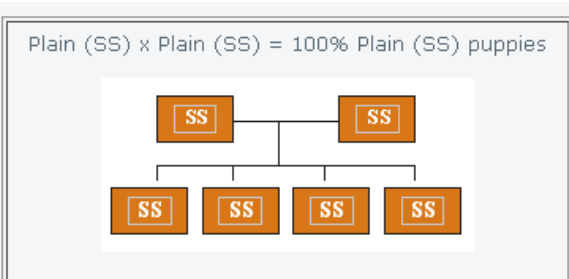 Plain (SS) x Plain (SS) = 100% Plain (SS) puppies
SS SS
SS SS SS SS